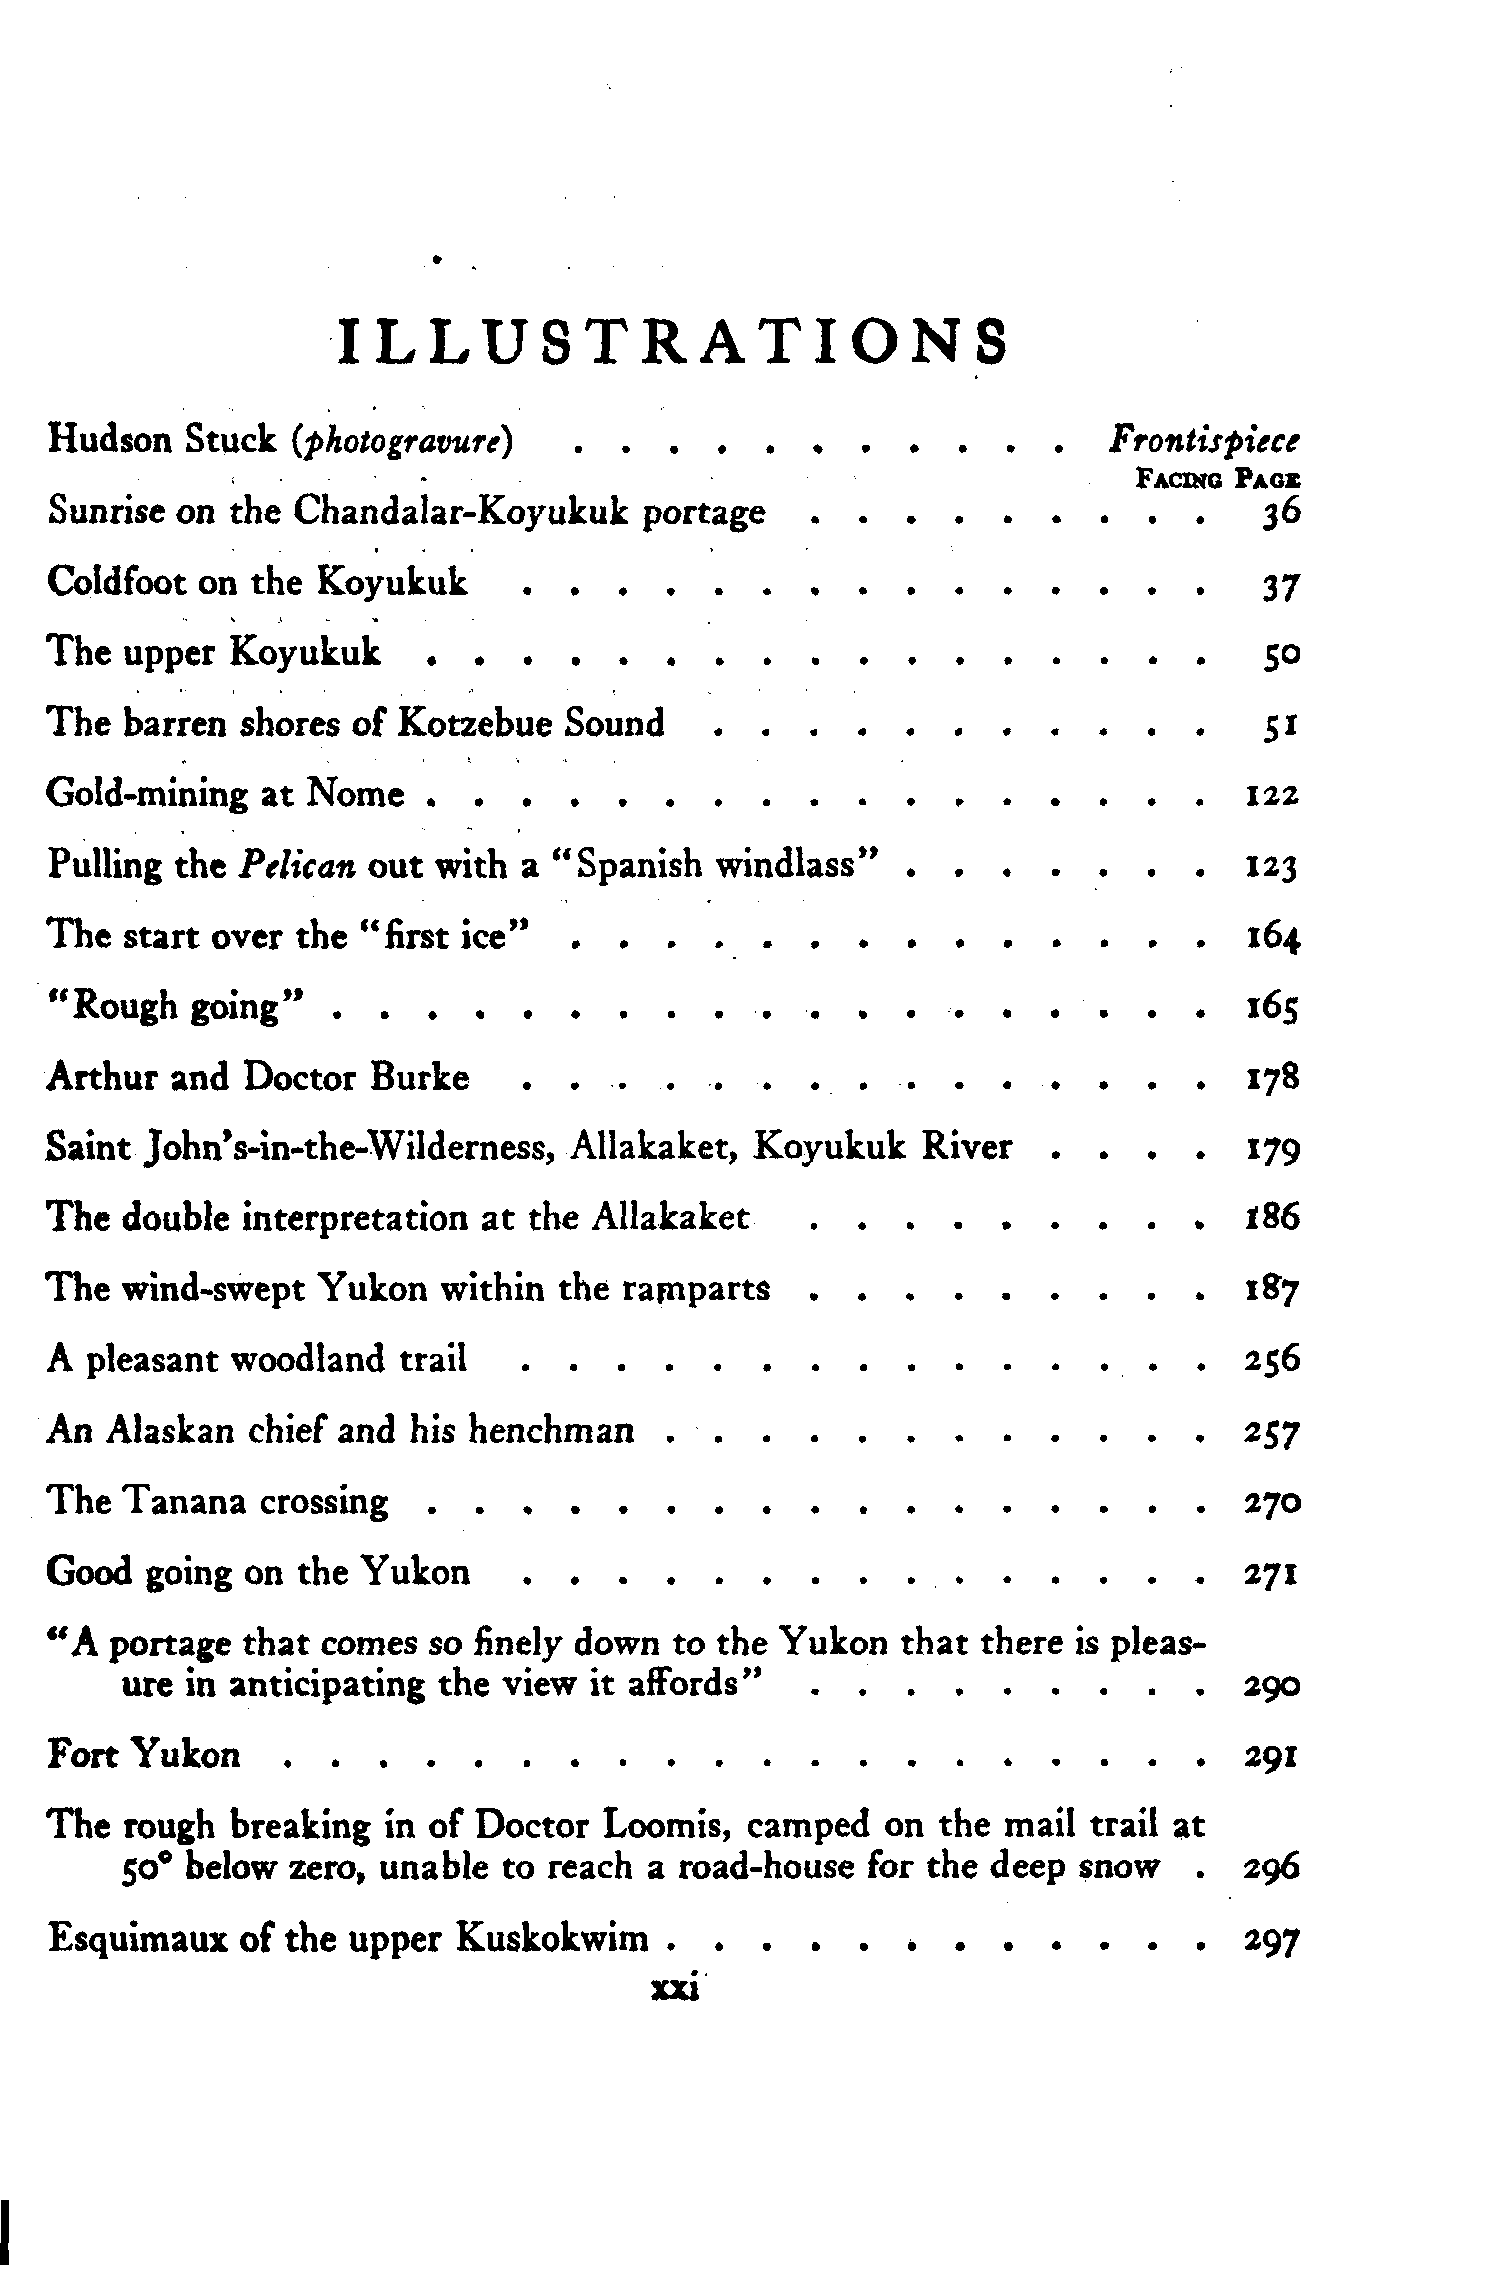 ILLUSTRATIONS
Hudson Stuck (photogravure) . . . . . . . . . . . Frontispiece
FACING PAGE
Sunrise on the Chandalar-Koyukuk portage . . . . . . . . . 36
Coldfoot on the Koyukuk . . . . . . . . . . . . . . . 37
The upper Koyukuk . . . . . . . . . . . . . . . . . 50
The barren shores of Kotzebue Sound . . . . . . . . . . . 51
Gold-mining at Nome . . . . . . . . . . . . . . . . . 122
Pulling the Pelican out with a “Spanish windlass” . . . . . . . 123
The start over the “first ice” . . . . . . . . . . . . . . 164
“Rough going” . . . . . . . . . . . . . . . . . . . 165
Arthur and Doctor Burke . . . . . . . . . . . . . . . 178
Saint John’s-in-the-Wilderness, Allakaket, Koyukuk River . . . . 179
The double interpretation at the Allakaket . . . . . . . . . 186
The wind-swept Yukon within the ramparts . . . . . . . . . 187
A pleasant woodland trail . . . . . . . . . . . . . . . 256
An Alaskan chief and his henchman . . . . . . . . . . . . 257
The Tanana crossing . . . . . . . . . . . . . . . . . 270
Good going on the Yukon . . . . . . . . . . . . . . . 271
“A portage that comes so finely down to the Yukon that there is pleas-
ure in anticipating the view it affords” . . . . . . . . . 290
Fort Yukon . . . . . . . . . . . . . . . . . . . . 291
The rough breaking in of Doctor Loomis, camped on the mail trail at
50° below zero, unable to reach a road-house for the deep snow . 296
Esquimaux of the upper Kuskokwim . . . . . . . . . . . . 297
xxi